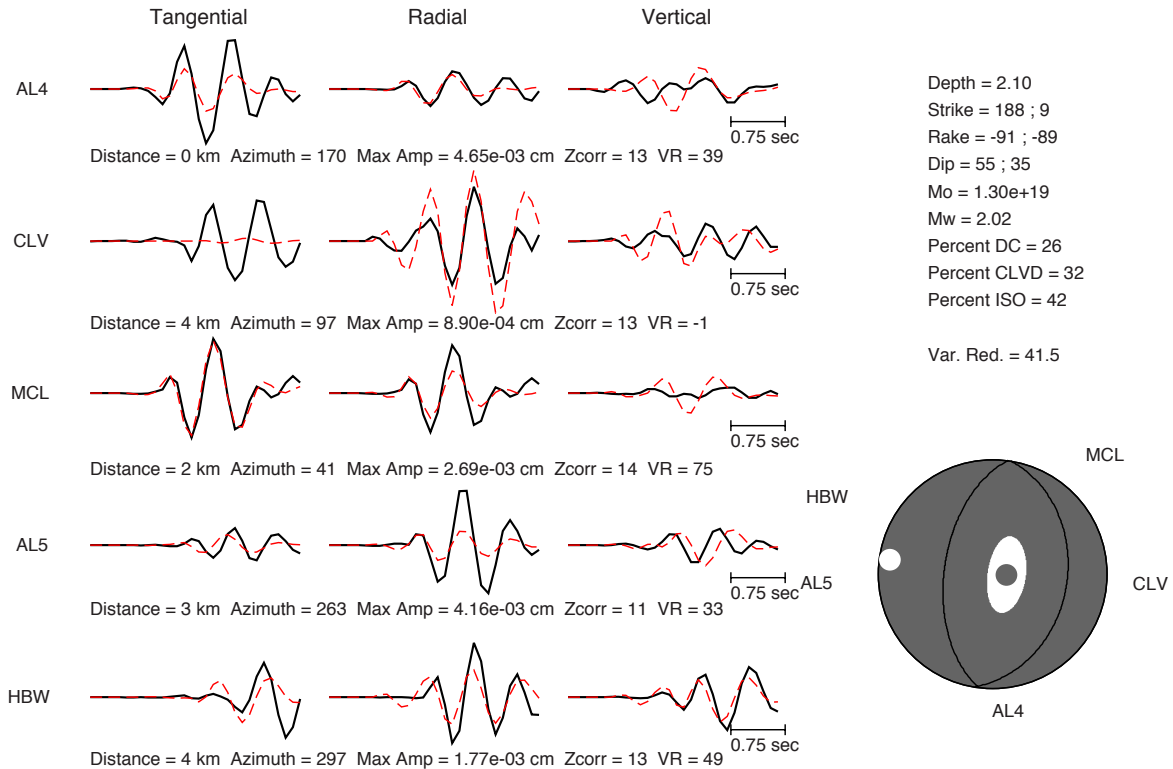 Tangential Radial Vertical
AL4
0.75 sec
Distance = 0 km Azimuth = 170 Max Amp = 4.65e-03 cm Zcorr = 13 VR = 39
CLV
0.75 sec
Distance = 4 km Azimuth = 97 Max Amp = 8.90e-04 cm Zcorr = 13 VR = -1
MCL
0.75 sec
Distance = 2 km Azimuth = 41 Max Amp = 2.69e-03 cm Zcorr = 14 VR = 75
AL5
0.75 sec
Distance = 3 km Azimuth = 263 Max Amp = 4.16e-03 cm Zcorr = 11 VR = 33
HBW
0.75 sec
Distance = 4 km Azimuth = 297 Max Amp = 1.77e-03 cm Zcorr = 13 VR = 49
Depth = 2.10
Strike = 188 ; 9
Rake = -91 ; -89
Dip = 55 ; 35
Mo = 1.30e+19
Mw = 2.02
Percent DC = 26
Percent CLVD = 32
Percent ISO = 42
Var. Red. = 41.5
MCL
HBW
AL5
CLV
AL4